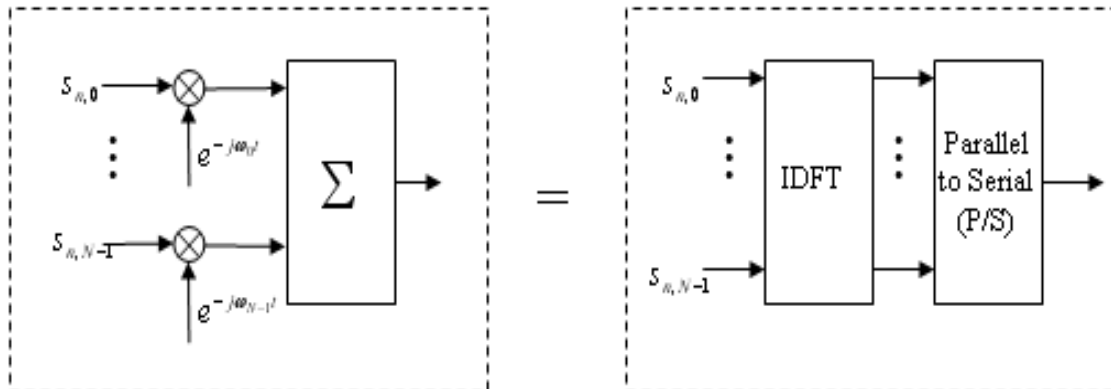 S_{n,0}
e^{-jω_0 t}
Σ
S_{n,N-1}
e^{-jω_{N-1} t}
=
S_{n,0}
IDFT
Parallel
to Serial
(P/S)
S_{n,N-1}